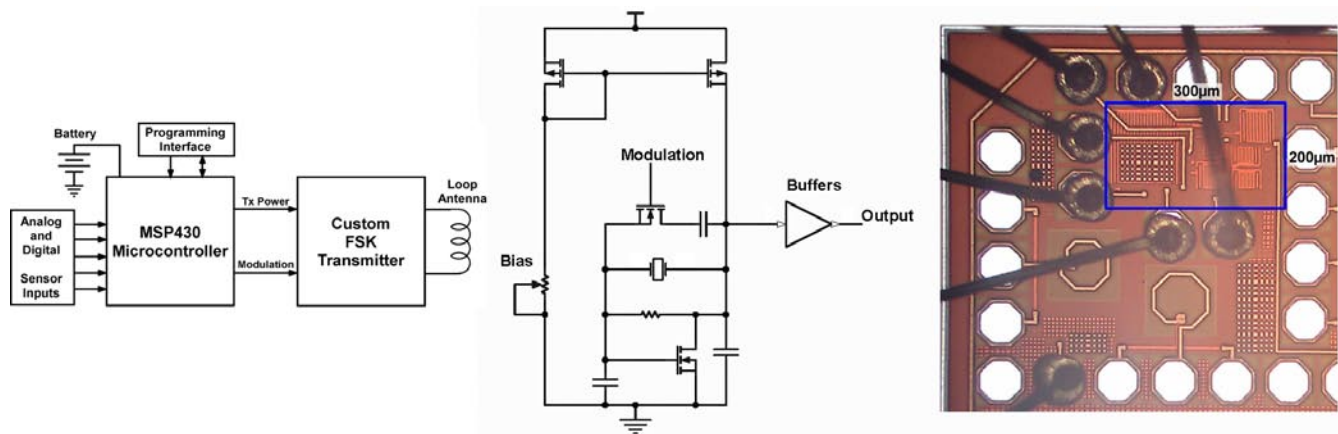 Battery
Programming
Interface
Analog
and
Digital
Sensor
Inputs
MSP430
Microcontroller
Tx Power
Modulation
Custom
FSK
Transmitter
Loop
Antenna
Bias
Modulation
Buffers
Output
300µm
200µm